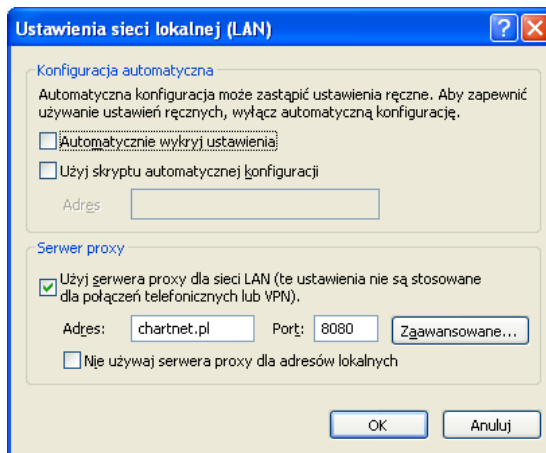 Ustawienia sieci lokalnej (LAN)
Konfiguracja automatyczna
Automatyczna konfiguracja może zastąpić ustawienia ręczne. Aby zapewnić
używanie ustawień ręcznych, wyłącz automatyczną konfigurację.
Automatycznie wykryj ustawienia
Użyj skryptu automatycznej konfiguracji
Adres
Serwer proxy
Użyj serwera proxy dla sieci LAN (te ustawienia nie są stosowane
dla połączeń telefonicznych lub VPN).
Adres: chartnet.pl Port: 8080 Zaawansowane...
Nie używaj serwera proxy dla adresów lokalnych
OK Anuluj